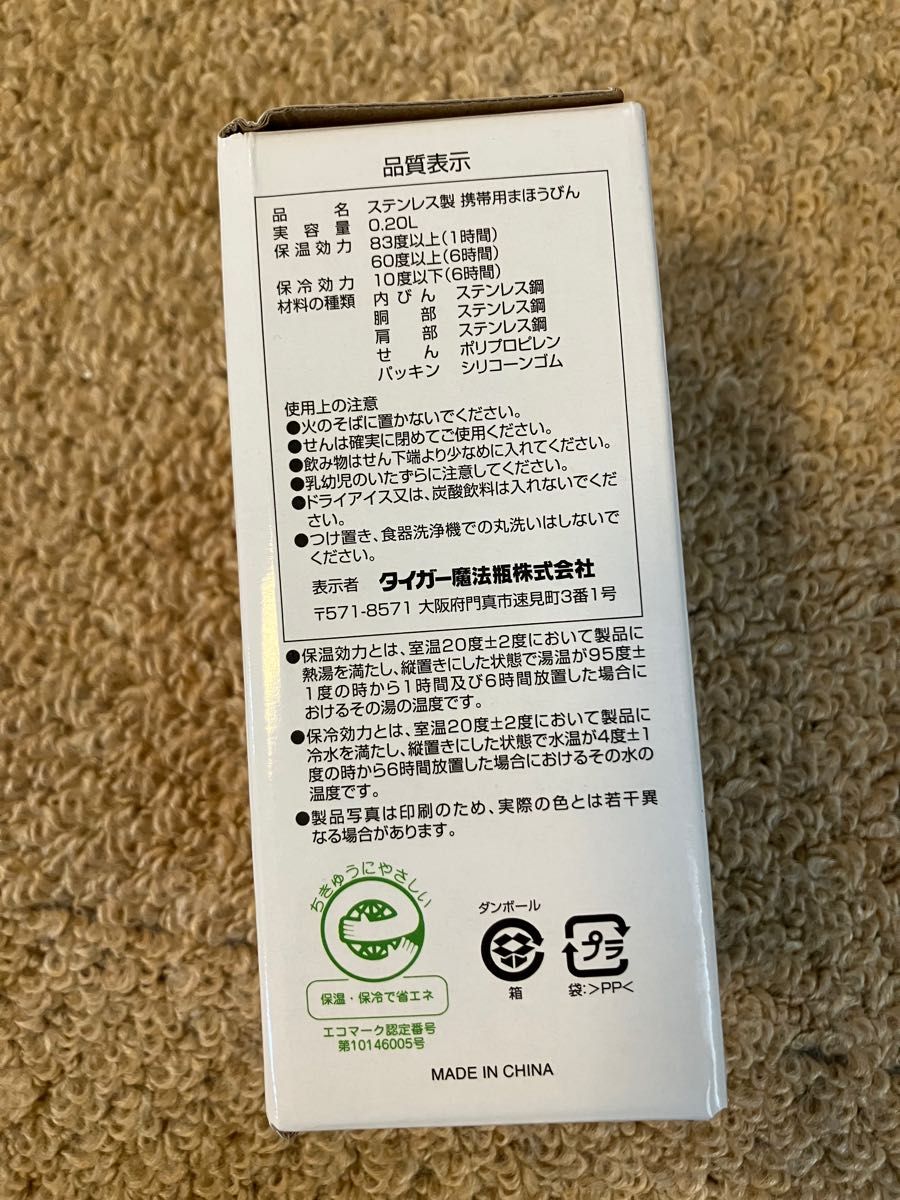 品質表示
品名 ステンレス製 携帯用まほうびん
実容量 0.20L
保温効力 83度以上(1時間)
60度以上(6時間)
保冷効力 10度以下(6時間)
材料の種類 内びん ステンレス鋼
胴部 ステンレス鋼
肩部 ステンレス鋼
せん ポリプロピレン
パッキン シリコーンゴム
使用上の注意
●火のそばに置かないでください。
●せんは確実に閉めてご使用ください。
●飲み物はせん下端より少なめに入れてください。
●乳幼児のいたずらに注意してください。
●ドライアイス又は、炭酸飲料は入れないでくだ
さい。
●つけ置き、食器洗浄機での丸洗いはしないで
ください。
表示者 タイガー魔法瓶株式会社
〒571-8571 大阪府門真市速見町3番1号
●保温効力とは、室温20度±2度において製品に
熱湯を満たし、縦置きにした状態で湯温が95度±
1度の時から1時間及び6時間放置した場合に
おけるその湯の温度です。
●保冷効力とは、室温20度±2度において製品に
冷水を満たし、縦置きにした状態で水温が4度±1
度の時から6時間放置した場合におけるその水の
温度です。
●製品写真は印刷のため、実際の色とは若干異
なる場合があります。
ちきゅうにやさしい
保温・保冷で省エネ
エコマーク認定番号
第10146005号
ダンボール
箱
プラ
袋:>PP<
MADE IN CHINA